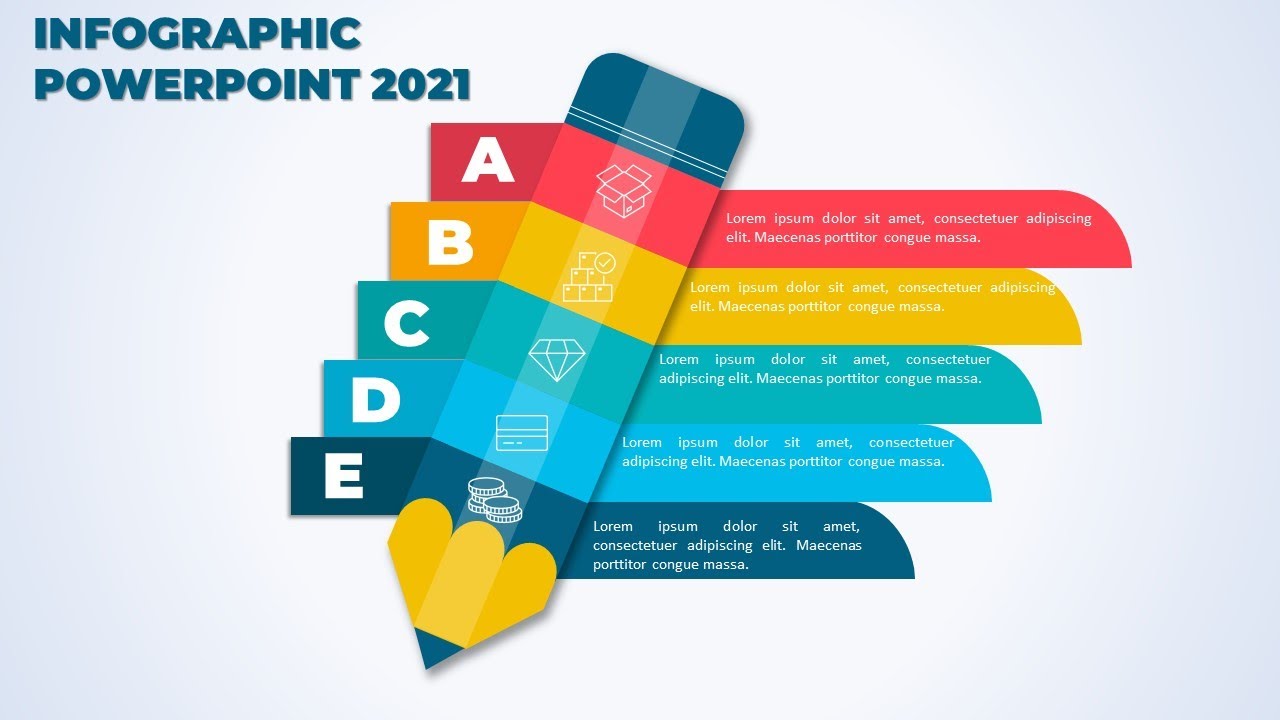 INFOGRAPHIC
POWERPOINT 2021
A
Lorem ipsum dolor sit amet, consectetuer adipiscing
elit. Maecenas porttitor congue massa.
B
Lorem ipsum dolor sit amet, consectetuer adipiscing
elit. Maecenas porttitor congue massa.
C
Lorem ipsum dolor sit amet, consectetuer
adipiscing elit. Maecenas porttitor congue massa.
D
Lorem ipsum dolor sit amet, consectetuer
adipiscing elit. Maecenas porttitor congue massa.
E
Lorem ipsum dolor sit amet,
consectetuer adipiscing elit. Maecenas
porttitor congue massa.